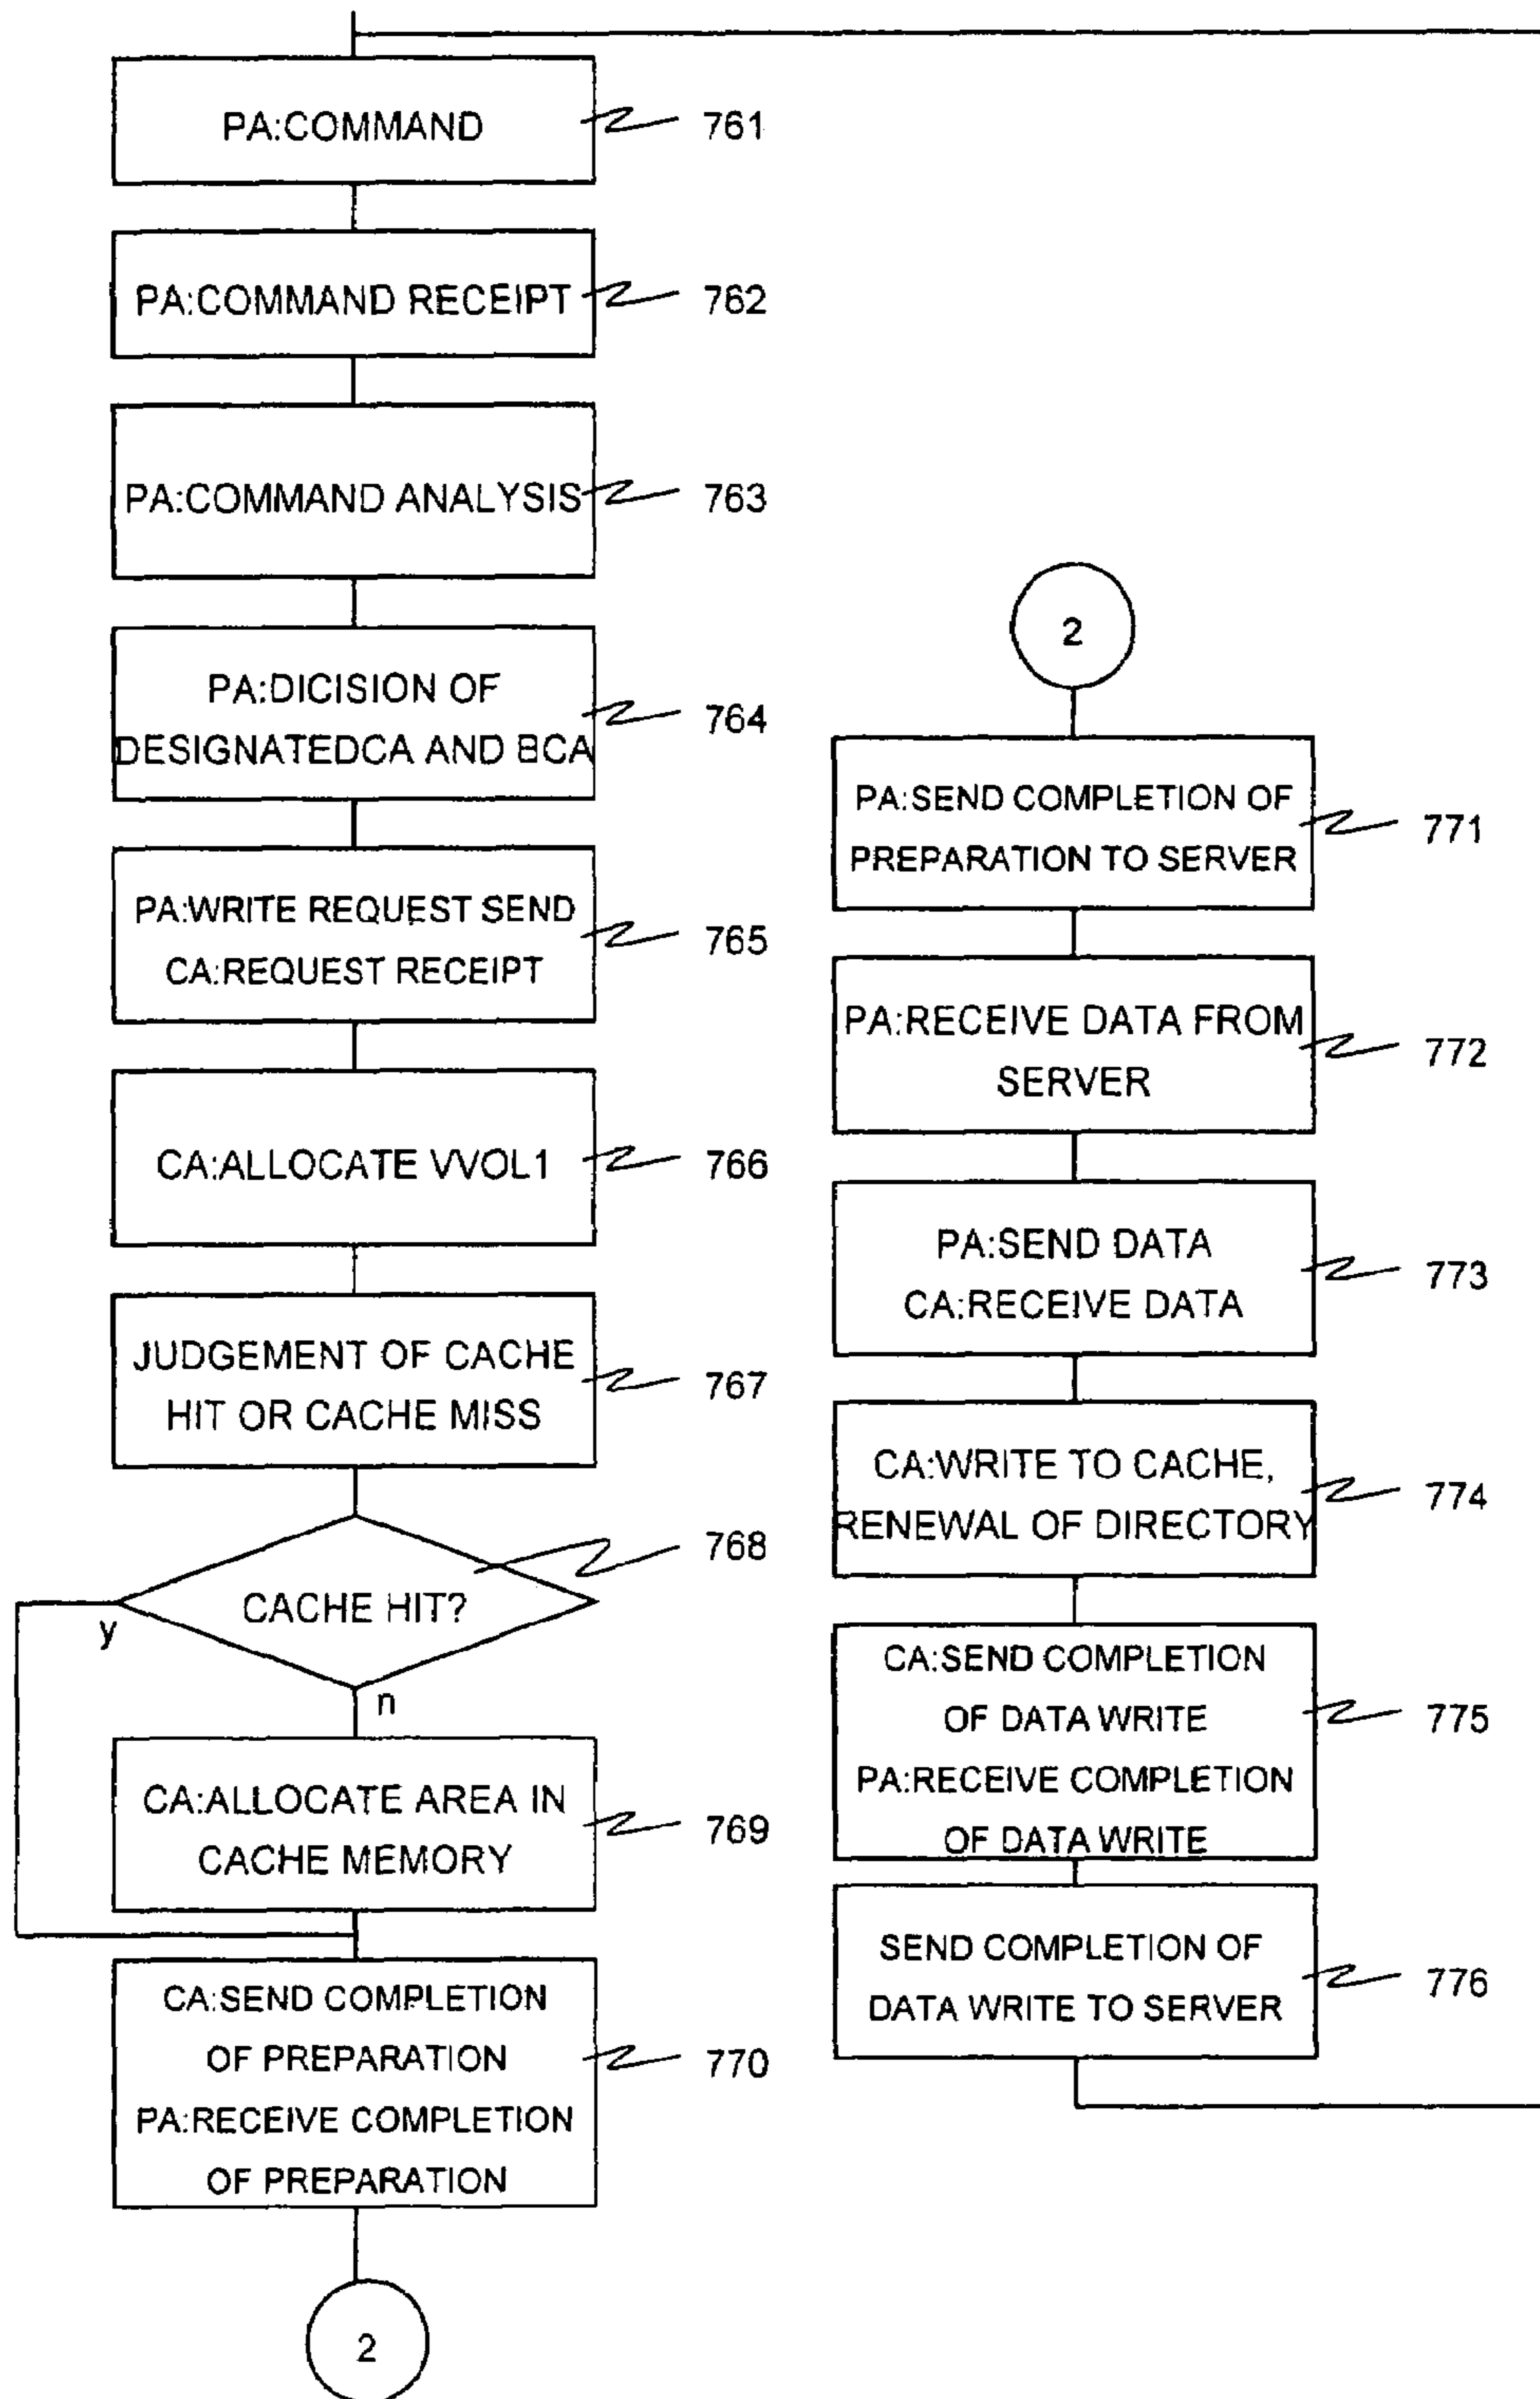 PA:COMMAND
761
PA:COMMAND RECEIPT
762
PA:COMMAND ANALYSIS
763
PA:DICISION OF
DESIGNATEDCA AND BCA
764
PA:WRITE REQUEST SEND
CA:REQUEST RECEIPT
765
CA:ALLOCATE VVOL1
766
JUDGEMENT OF CACHE
HIT OR CACHE MISS
767
CACHE HIT?
768
y
n
CA:ALLOCATE AREA IN
CACHE MEMORY
769
CA:SEND COMPLETION
OF PREPARATION
PA:RECEIVE COMPLETION
OF PREPARATION
770
2
2
PA:SEND COMPLETION OF
PREPARATION TO SERVER
771
PA:RECEIVE DATA FROM
SERVER
772
PA:SEND DATA
CA:RECEIVE DATA
773
CA:WRITE TO CACHE,
RENEWAL OF DIRECTORY
774
CA:SEND COMPLETION
OF DATA WRITE
PA:RECEIVE COMPLETION
OF DATA WRITE
775
SEND COMPLETION OF
DATA WRITE TO SERVER
776